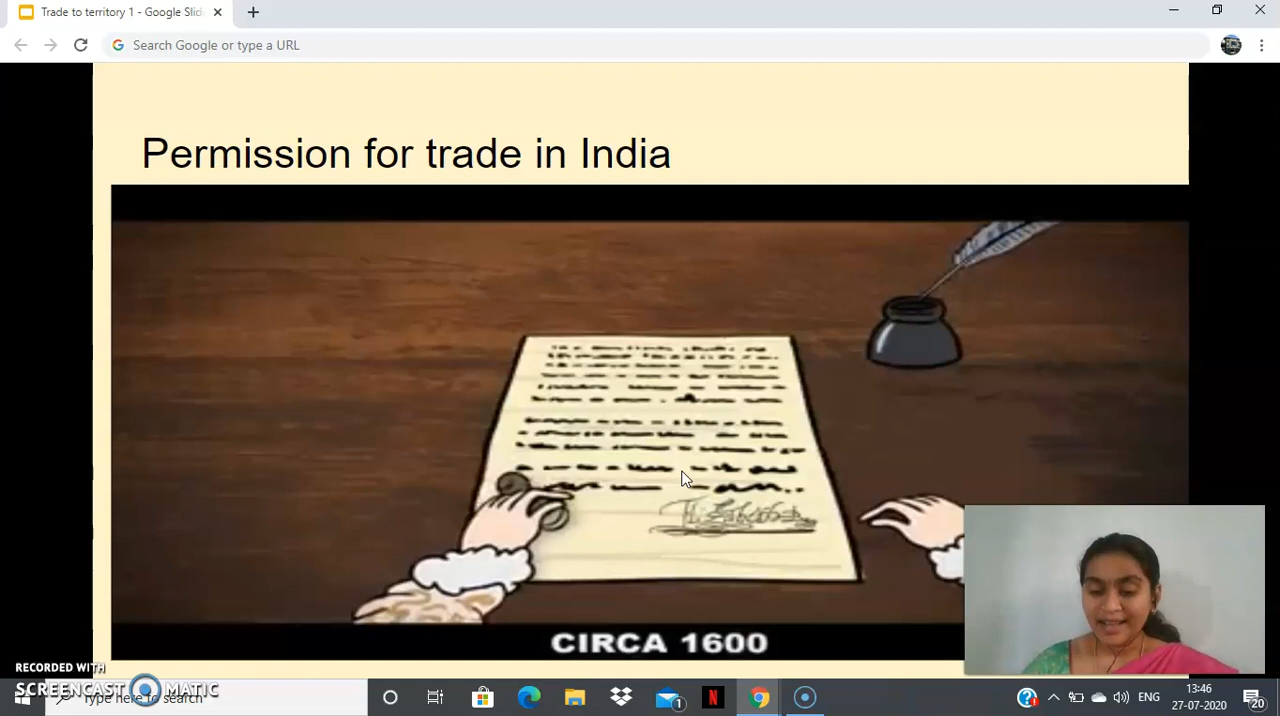 Trade to territory 1 - Google Slid
Search Google or type a URL
Permission for trade in India
CIRCA 1600
RECORDED WITH
SCREENCAST MATIC
Type here to search
1
ENG
13:46
27-07-2020
20